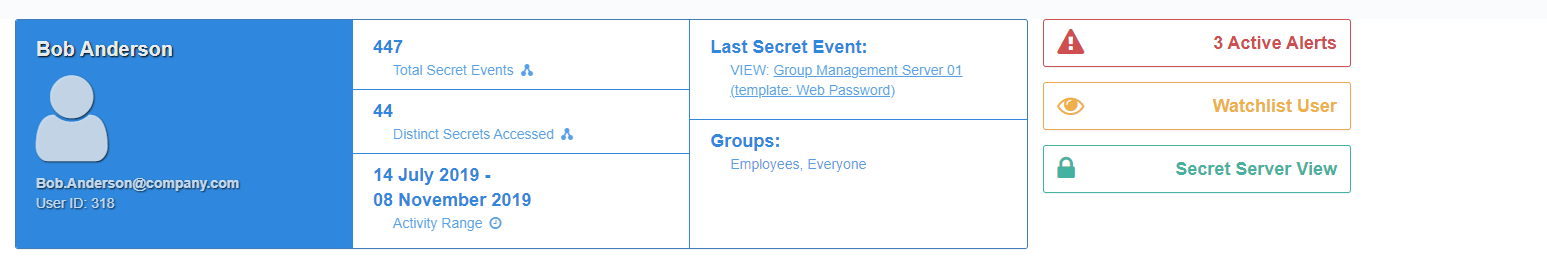 Bob Anderson
Bob.Anderson@company.com
User ID: 318
447
Total Secret Events
44
Distinct Secrets Accessed
14 July 2019 -
08 November 2019
Activity Range
Last Secret Event:
VIEW: Group Management Server 01
(template: Web Password)
Groups:
Employees, Everyone
3 Active Alerts
Watchlist User
Secret Server View